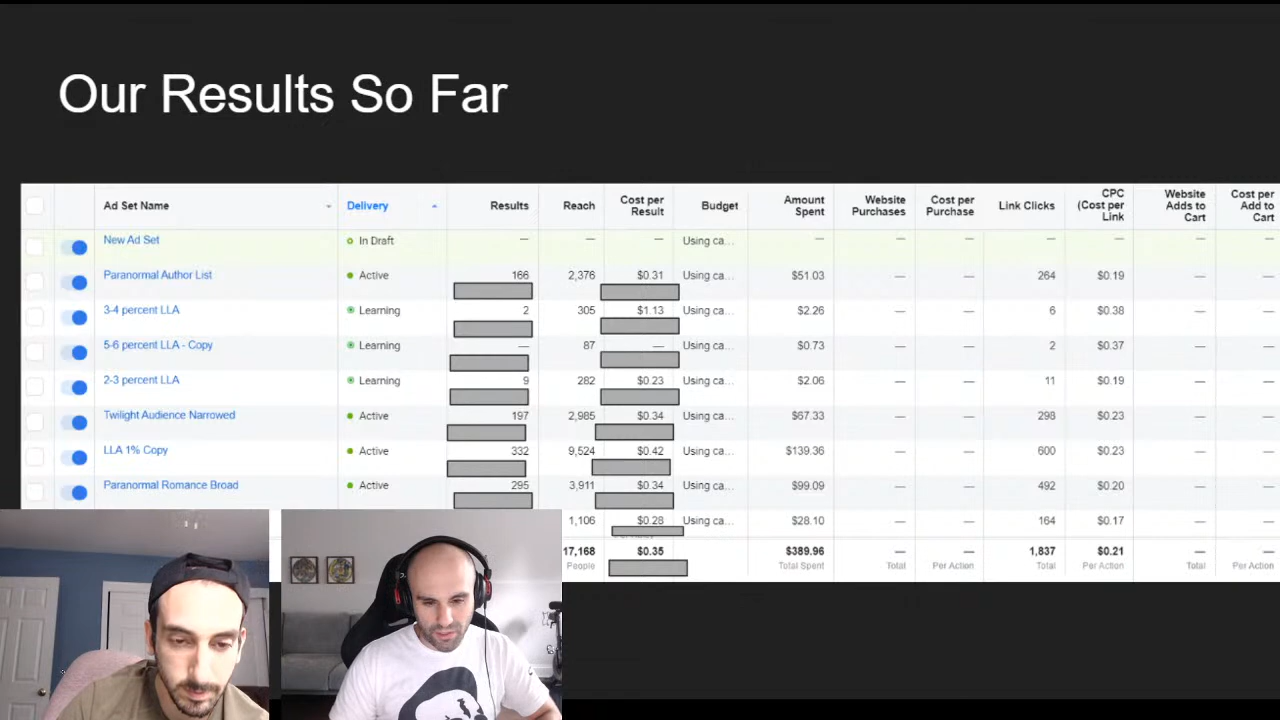 Our Results So Far
Ad Set Name Delivery Results Reach Cost per Result Budget Amount Spent Website Purchases Cost per Purchase Link Clicks CPC (Cost per Link Website Adds to Cart Cost per Add to Cart
New Ad Set In Draft — — — Using ca... — — — — — — —
Paranormal Author List Active 166 2,376 $0.31 Using ca... $51.03 — — 264 $0.19 — —
3-4 percent LLA Learning 2 305 $1.13 Using ca... $2.26 — — 6 $0.38 — —
5-6 percent LLA - Copy Learning — 87 — Using ca... $0.73 — — 2 $0.37 — —
2-3 percent LLA Learning 9 282 $0.23 Using ca... $2.06 — — 11 $0.19 — —
Twilight Audience Narrowed Active 197 2,985 $0.34 Using ca... $67.33 — — 298 $0.23 — —
LLA 1% Copy Active 332 9,524 $0.42 Using ca... $139.36 — — 600 $0.23 — —
Paranormal Romance Broad Active 295 3,911 $0.34 Using ca... $99.09 — — 492 $0.20 — —
1,106 $0.28 Using ca... $28.10 — — 164 $0.17 — —
17,168 $0.35 $389.96 — — 1,837 $0.21 — —
People Total Spent Total Per Action Total Per Action Total Per Action